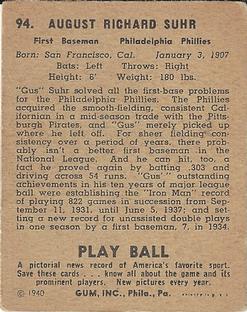 94. AUGUST RICHARD SUHR
First Baseman Philadelphia Phillies
Born: San Francisco, Cal. January 3, 1907
Bats: Left Throws: Right
Height: 6' Weight: 180 lbs.
"Gus" Suhr solved all the first-base problems
for the Philadelphia Phillies. The Phillies
acquired the smooth-fielding, consistent Cal-
ifornian in a mid-season trade with the Pitts-
burgh Pirates, and "Gus" merely picked up
where he left off. For sheer fielding consist-
ency over a period of years, there prob-
ably isn't a better first baseman in the
National League. And he can hit, too, a
fact he proved again by batting .303 and
driving across 54 runs. "Gus'" outstanding
achievements in his ten years of major league
ball were establishing the "Iron Man" record of
playing 822 games in succession from Sep-
tember 11, 1931, until June 5, 1937; and set-
ting a new record for unassisted double plays
in one season by a first baseman, 7, in 1934.
PLAY BALL
A pictorial news record of America's favorite sport.
Save these cards . . . know all about the game and its
prominent players. New pictures every year.
© 1940 GUM, INC., Phila., Pa.